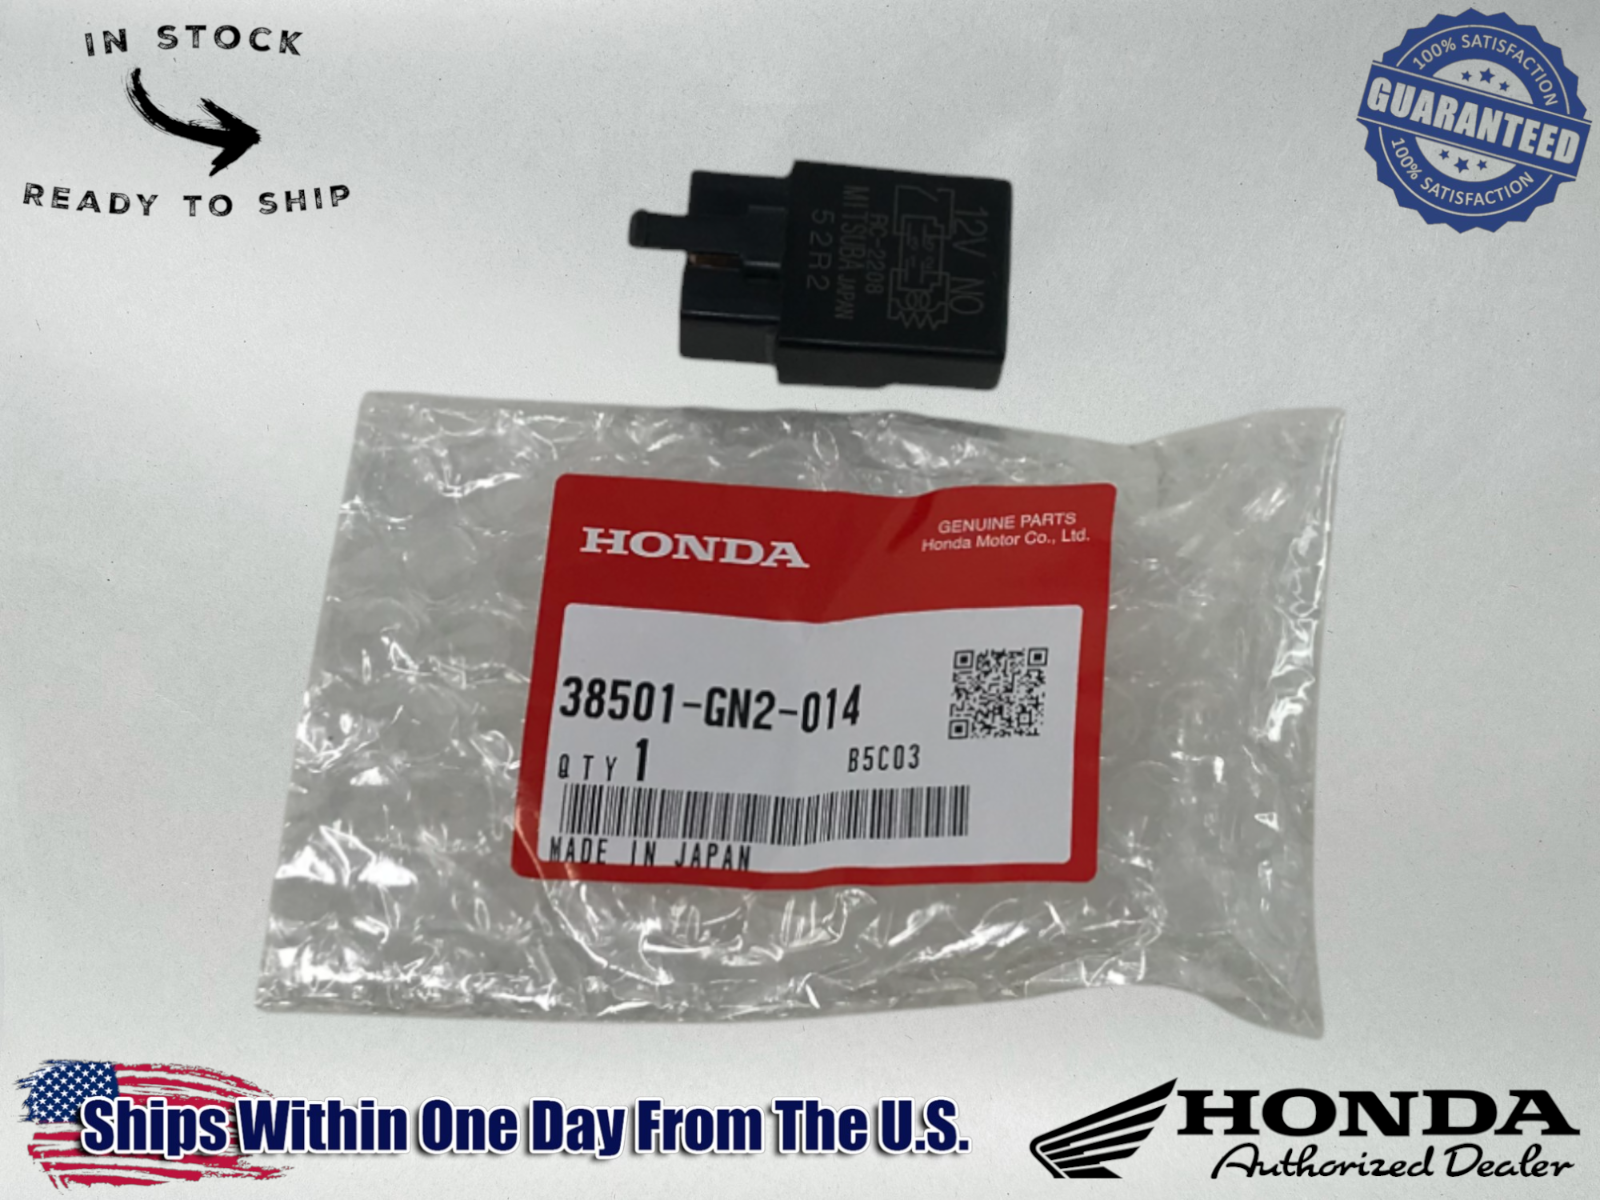 IN STOCK
READY TO SHIP
100% SATISFACTION
GUARANTEED
100% SATISFACTION
12V NO
RC-2208
MITSUBA JAPAN
52R2
HONDA
GENUINE PARTS
Honda Motor Co., Ltd.
38501-GN2-014
QTY 1
B5C03
MADE IN JAPAN
Ships Within One Day From The U.S.
HONDA
Authorized Dealer